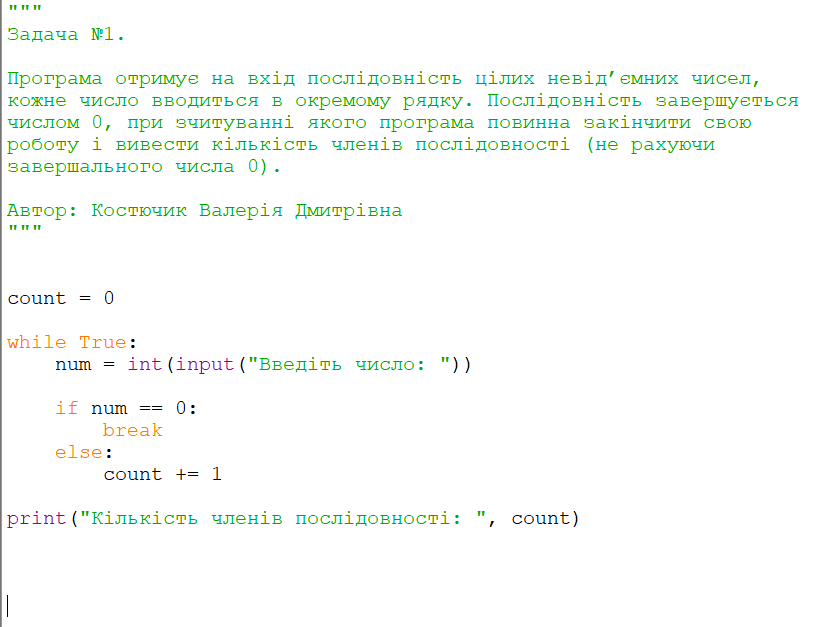 """
Задача №1.
Програма отримує на вхід послідовність цілих невід’ємних чисел,
кожне число вводиться в окремому рядку. Послідовність завершується
числом 0, при зчитуванні якого програма повинна закінчити свою
роботу і вивести кількість членів послідовності (не рахуючи
завершального числа 0).
Автор: Костючик Валерія Дмитрівна
"""
count = 0
while True:
    num = int(input("Введіть число: "))
    if num == 0:
        break
    else:
        count += 1
print("Кількість членів послідовності: ", count)